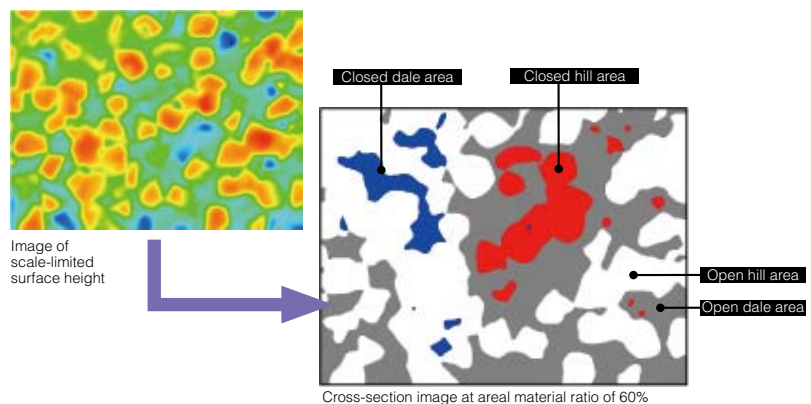 Closed dale area
Closed hill area
Image of
scale-limited
surface height
Open hill area
Open dale area
Cross-section image at areal material ratio of 60%